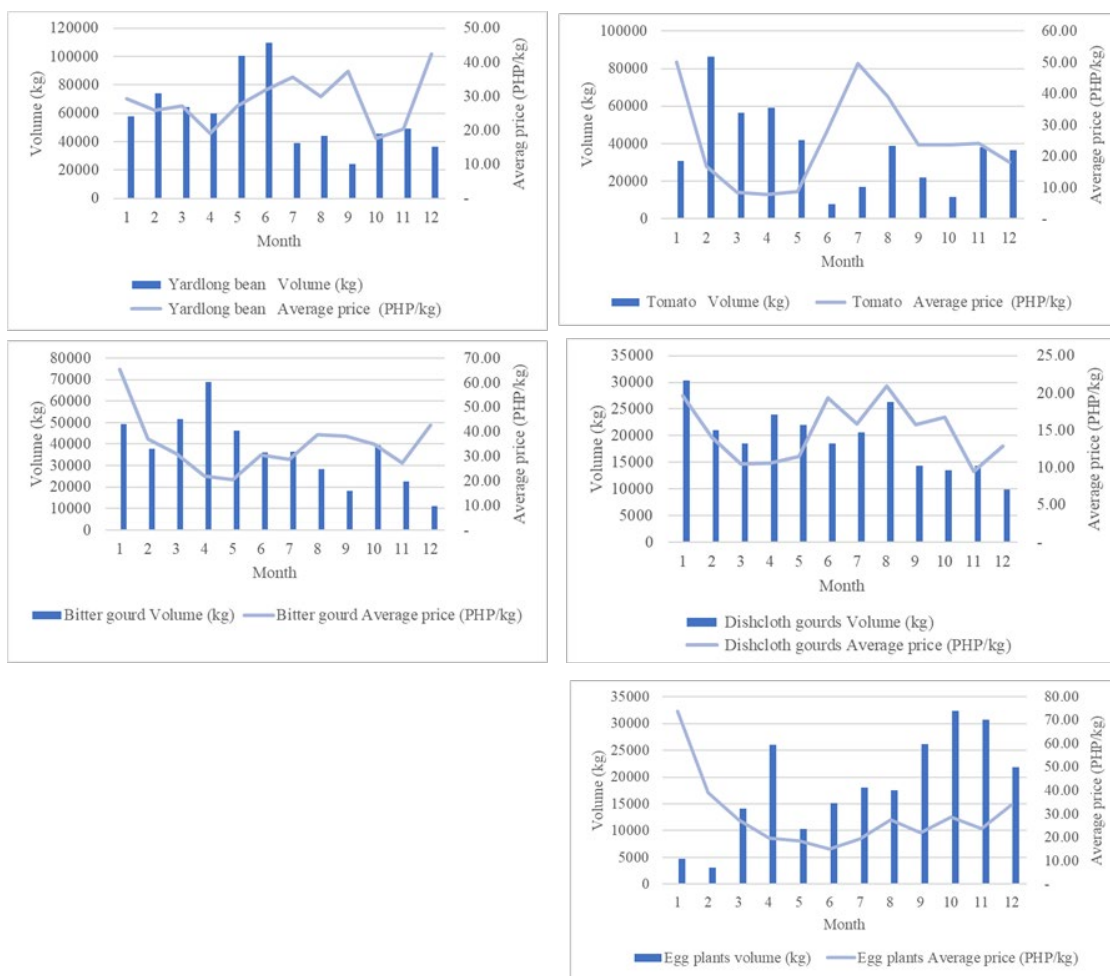 120000
100000
80000
60000
40000
20000
0
Volume (kg)
50.00
40.00
30.00
20.00
10.00
-
Averag price (PHP/kg)
1 2 3 4 5 6 7 8 9 10 11 12
Month
Yardlong bean Volume (kg)
Yardlong bean Average price (PHP/kg)
100000
80000
60000
40000
20000
0
Volume (kg)
60.00
50.00
40.00
30.00
20.00
10.00
-
Average price (PHP/kg)
1 2 3 4 5 6 7 8 9 10 11 12
Month
Tomato Volume (kg) Tomato Average price (PHP/kg)
80000
70000
60000
50000
40000
30000
20000
10000
0
Volume (kg)
70.00
60.00
50.00
40.00
30.00
20.00
10.00
-
Average price (PHP/kg)
1 2 3 4 5 6 7 8 9 10 11 12
Month
Bitter gourd Volume (kg) Bitter gourd Average price (PHP/kg)
35000
30000
25000
20000
15000
10000
5000
0
Volume (kg)
25.00
20.00
15.00
10.00
5.00
-
Average price (PHP/kg)
1 2 3 4 5 6 7 8 9 10 11 12
Month
Dishcloth gourds Volume (kg)
Dishcloth gourds Average price (PHP/kg)
35000
30000
25000
20000
15000
10000
5000
0
Volume (kg)
80.00
70.00
60.00
50.00
40.00
30.00
20.00
10.00
-
Average price (PHP/kg)
1 2 3 4 5 6 7 8 9 10 11 12
Month
Egg plants volume (kg) Egg plants Average price (PHP/kg)